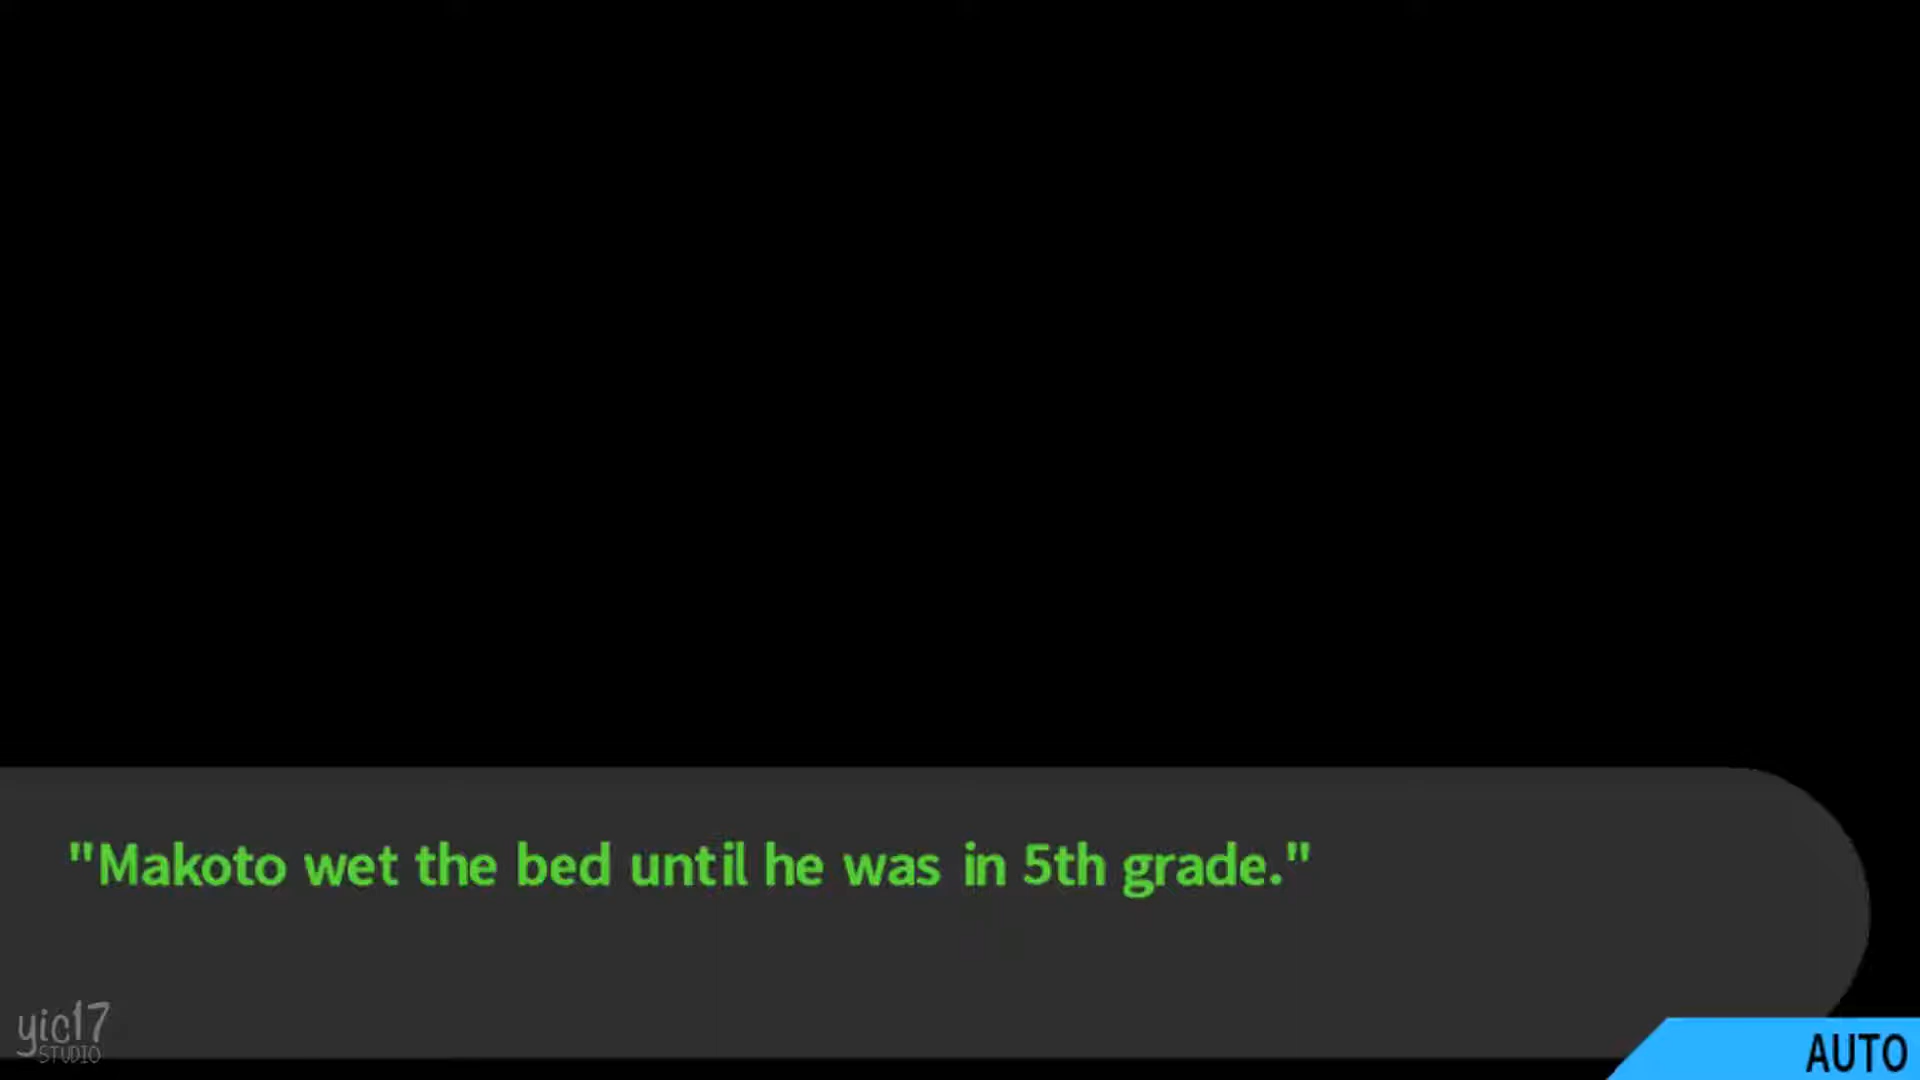 "Makoto wet the bed until he was in 5th grade."
yic17
STUDIO
AUTO